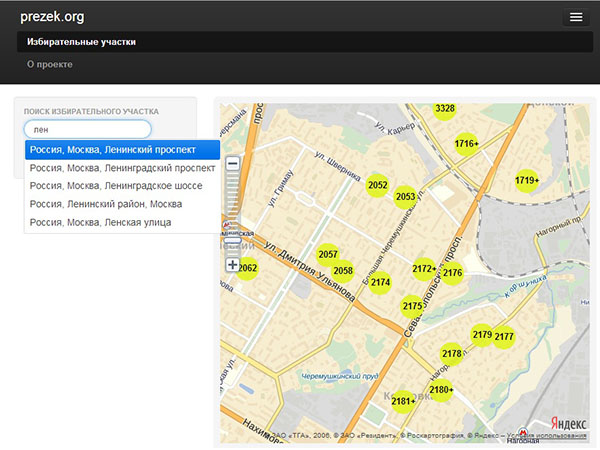 prezek.org
Избирательные участки
О проекте
ПОИСК ИЗБИРАТЕЛЬНОГО УЧАСТКА
лен
Россия, Москва, Ленинский проспект
Россия, Москва, Ленинградский проспект
Россия, Москва, Ленинградское шоссе
Россия, Ленинский район, Москва
Россия, Москва, Ленская улица
3328
ул. Карьер
1716+
1719+
ул. Шверника
ул. Гримау
2052
2053
Большая Черемушкинская ул.
Севастопольский просп.
Нагорный пр.
2062
ул. Дмитрия Ульянова
2057
2058
2172+
2176
2174
2175
2179
2177
2178
Нагорная
Черемушкинский пруд
2180+
2181+
Нахимов
Нагорная
Яндекс
© ЗАО «ТГА», 2006, © ЗАО «Резидент», © Роскартография, © Яндекс – Условия использования